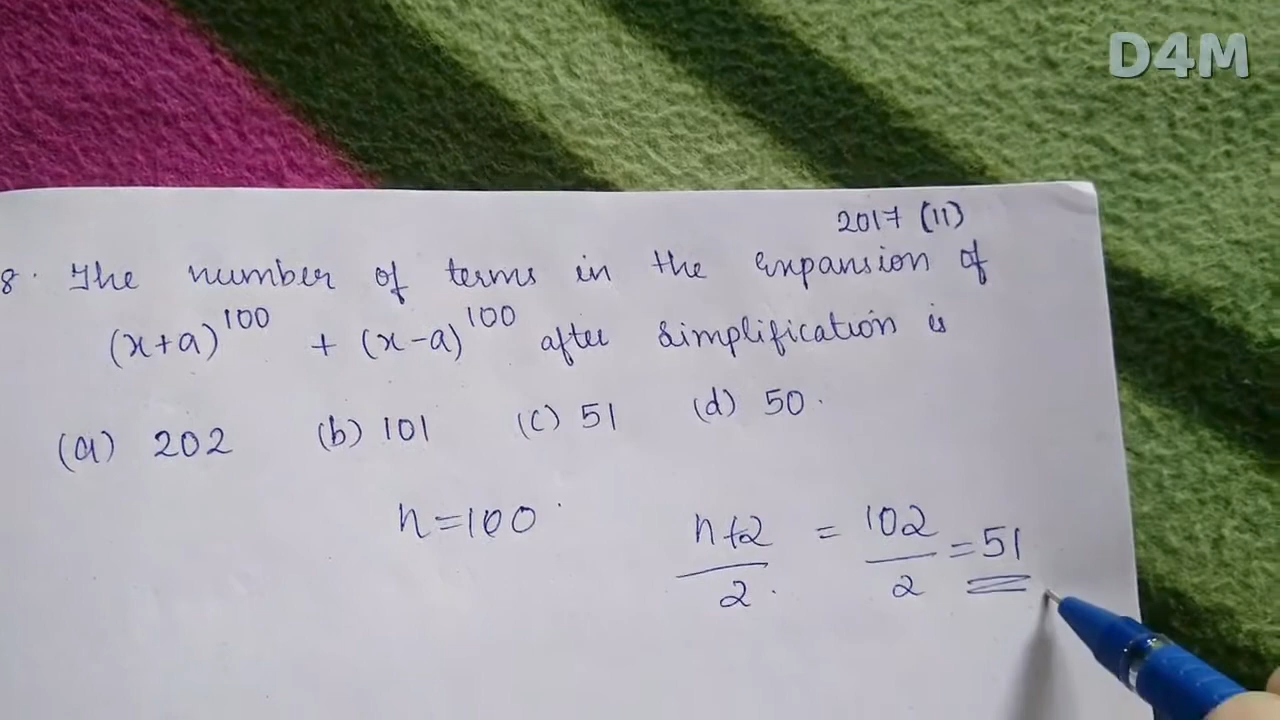 D4M
2017 (11)
8. The number of terms in the expansion of
(x+a)^100 + (x-a)^100 after simplification is
(a) 202 (b) 101 (c) 51 (d) 50.
n=100
n+2/2 = 102/2 = 51